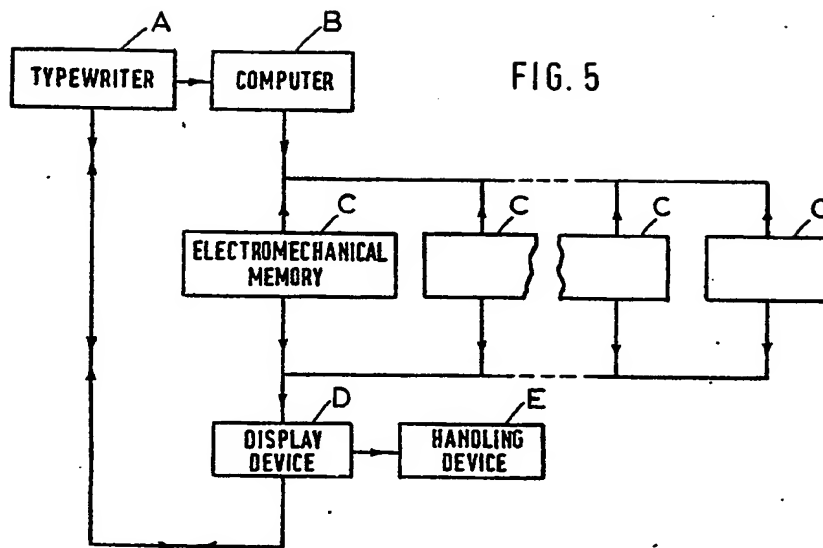 A
B
TYPEWRITER
COMPUTER
FIG. 5
C
C
C
C
ELECTROMECHANICAL
MEMORY
D
E
DISPLAY
DEVICE
HANDLING
DEVICE